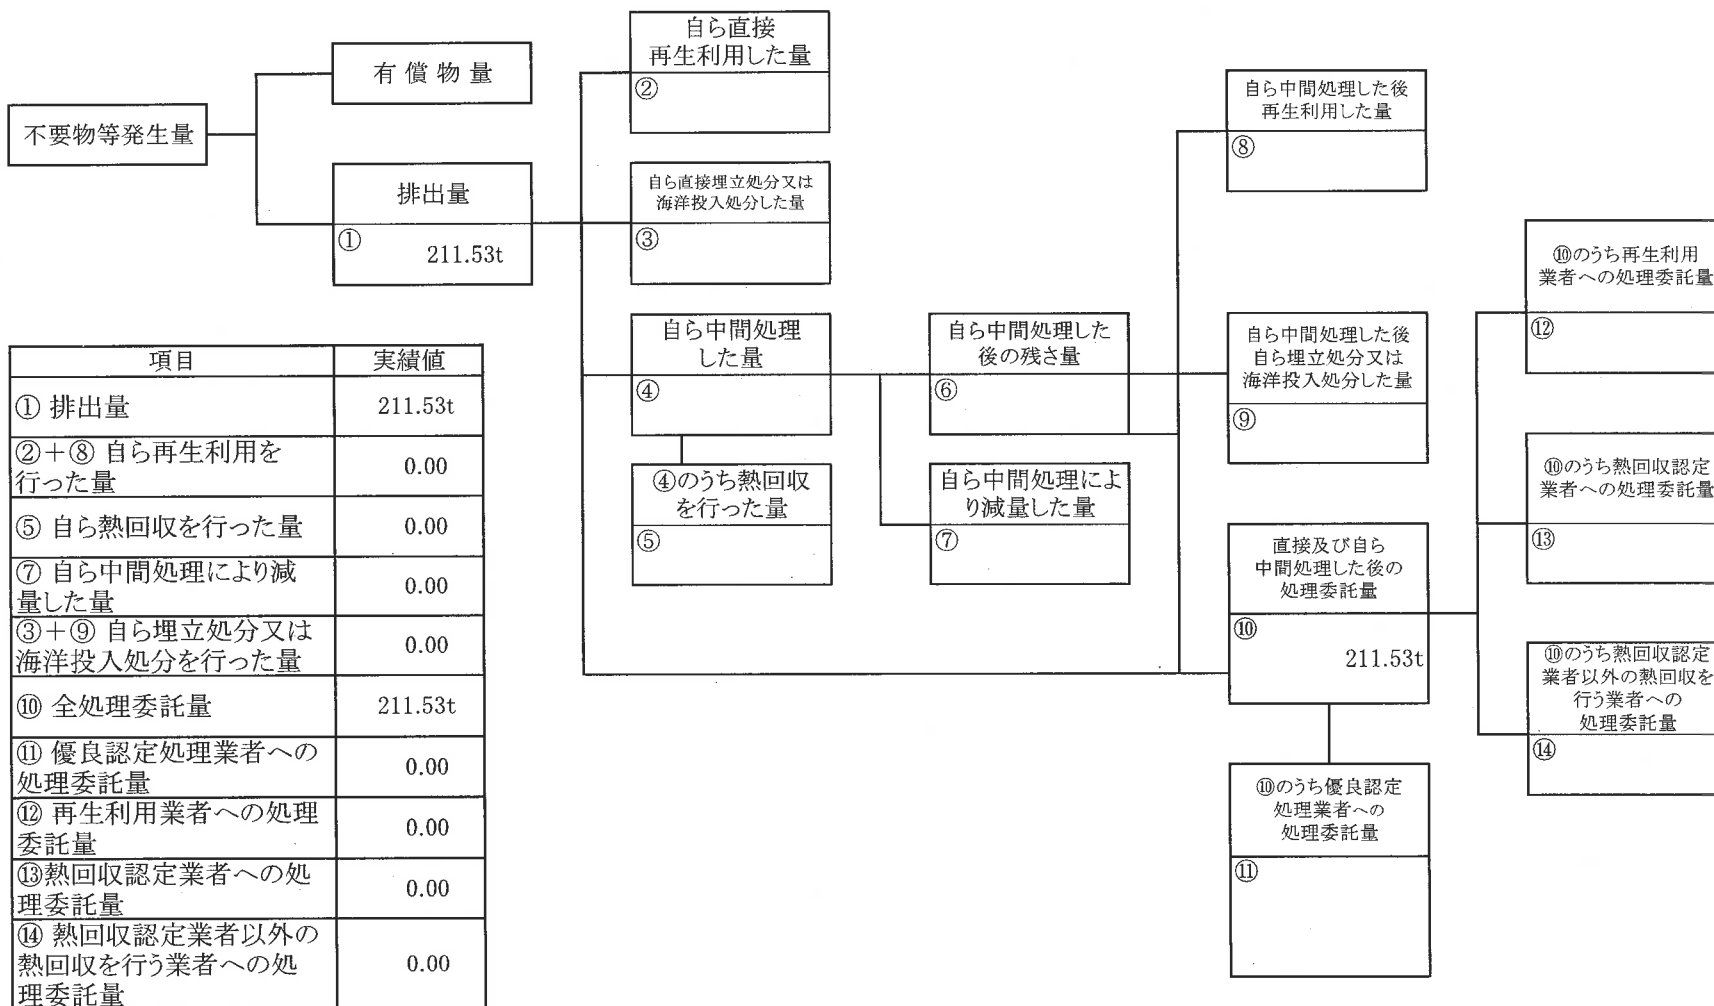 不要物等発生量
有償物量
排出量
①
211.53t
自ら直接
再生利用した量
②
自ら直接埋立処分又は
海洋投入処分した量
③
自ら中間処理
した量
④
④のうち熱回収
を行った量
⑤
自ら中間処理した
後の残さ量
⑥
自ら中間処理によ
り減量した量
⑦
自ら中間処理した後
再生利用した量
⑧
自ら中間処理した後
自ら埋立処分又は
海洋投入処分した量
⑨
直接及び自ら
中間処理した後の
処理委託量
⑩
211.53t
⑩のうち優良認定
処理業者への
処理委託量
⑪
⑩のうち再生利用
業者への処理委託量
⑫
⑩のうち熱回収認定
業者への処理委託量
⑬
⑩のうち熱回収認定
業者以外の熱回収を
行う業者への
処理委託量
⑭
項目 実績値
① 排出量 211.53t
②+⑧ 自ら再生利用を
行った量 0.00
⑤ 自ら熱回収を行った量 0.00
⑦ 自ら中間処理により減
量した量 0.00
③+⑨ 自ら埋立処分又は
海洋投入処分を行った量 0.00
⑩ 全処理委託量 211.53t
⑪ 優良認定処理業者への
処理委託量 0.00
⑫ 再生利用業者への処理
委託量 0.00
⑬熱回収認定業者への処
理委託量 0.00
⑭ 熱回収認定業者以外の
熱回収を行う業者への処
理委託量 0.00